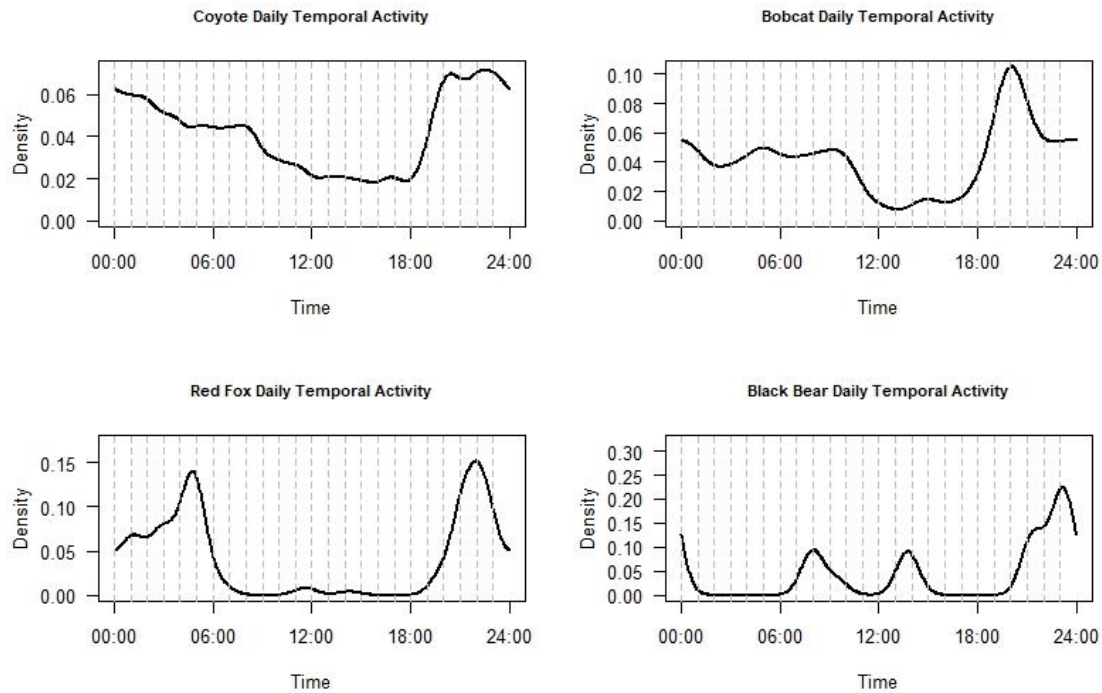 Coyote Daily Temporal Activity
Density
0.06
0.04
0.02
0.00
00:00 06:00 12:00 18:00 24:00
Time
Bobcat Daily Temporal Activity
Density
0.10
0.08
0.06
0.04
0.02
0.00
00:00 06:00 12:00 18:00 24:00
Time
Red Fox Daily Temporal Activity
Density
0.15
0.10
0.05
0.00
00:00 06:00 12:00 18:00 24:00
Time
Black Bear Daily Temporal Activity
Density
0.30
0.25
0.20
0.15
0.10
0.05
0.00
00:00 06:00 12:00 18:00 24:00
Time